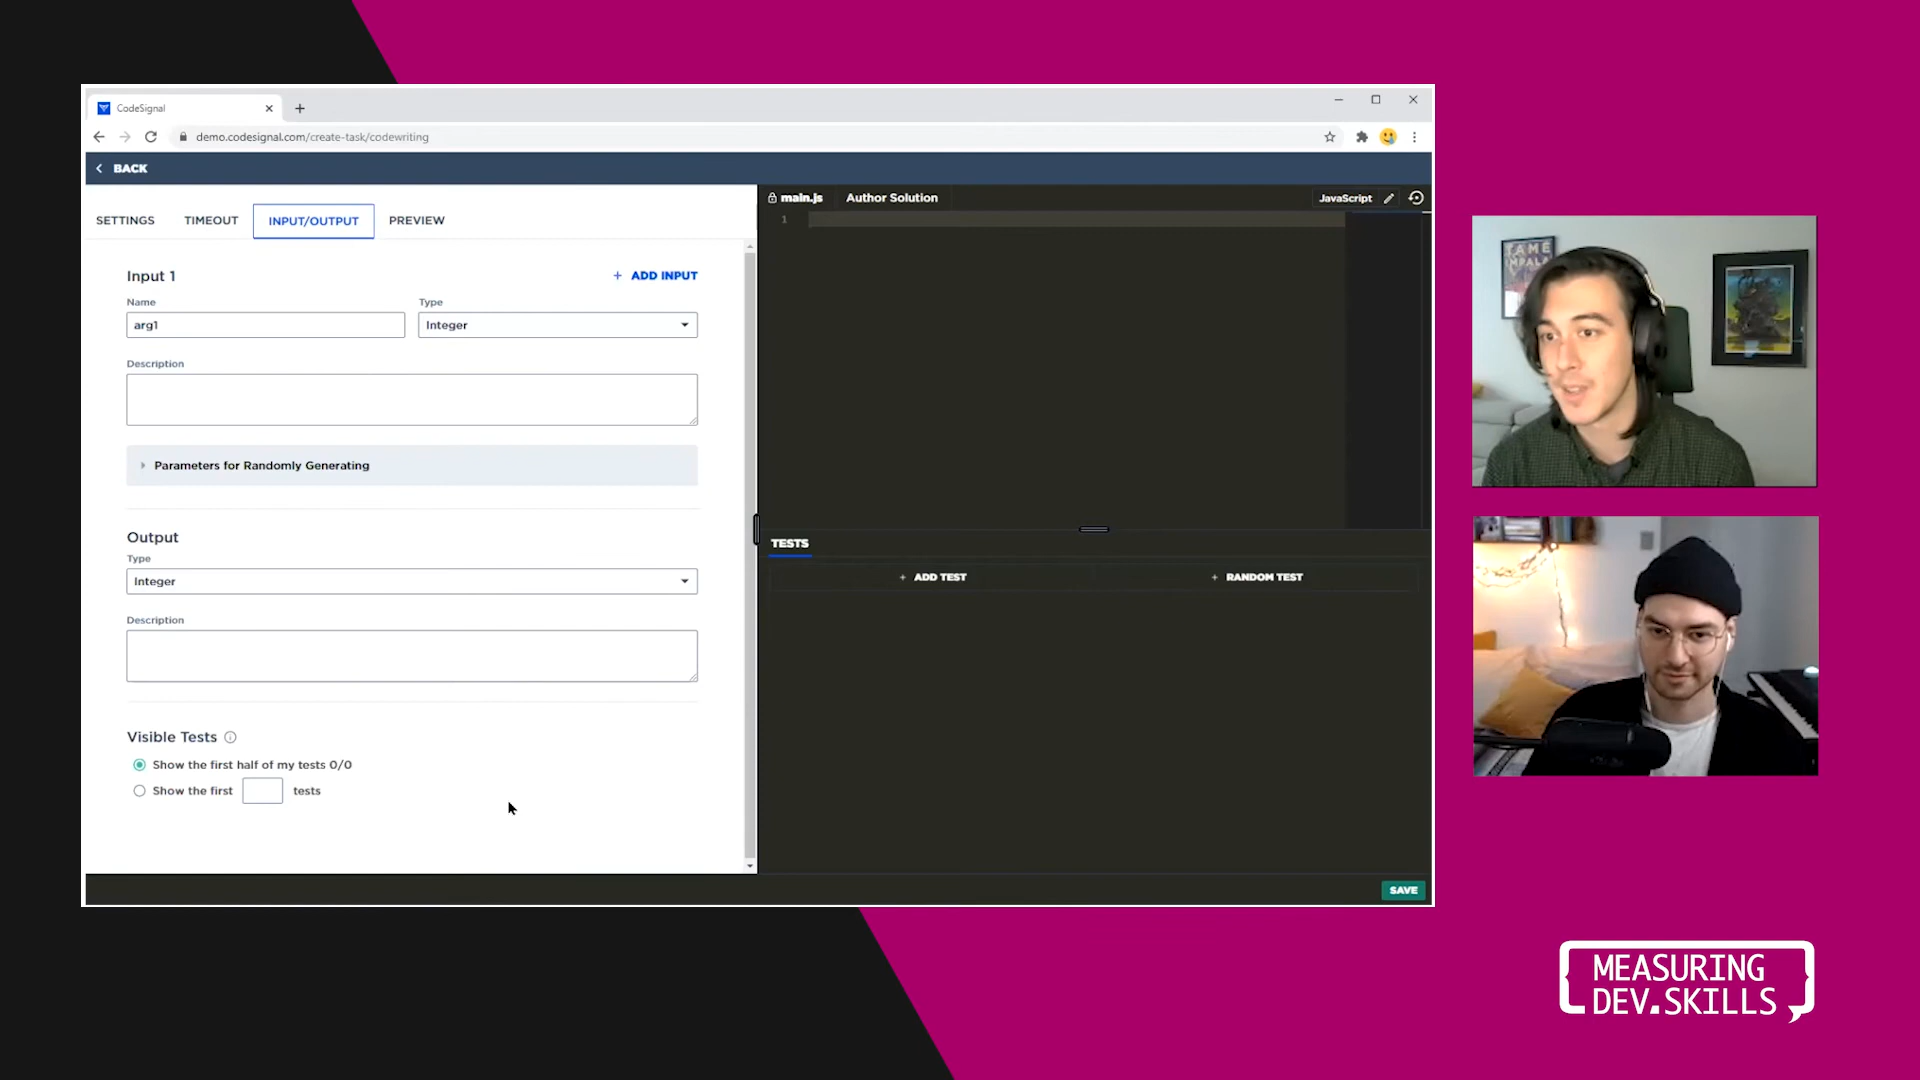 CodeSignal
demo.codesignal.com/create-task/codewriting
BACK
SETTINGS TIMEOUT INPUT/OUTPUT PREVIEW
Input 1
+ ADD INPUT
Name
Type
arg1
Integer
Description
Parameters for Randomly Generating
Output
Type
Integer
Description
Visible Tests
Show the first half of my tests 0/0
Show the first tests
main.js Author Solution
JavaScript
1
TESTS
+ ADD TEST
+ RANDOM TEST
SAVE
TAME
IMPALA
MEASURING
DEV.SKILLS